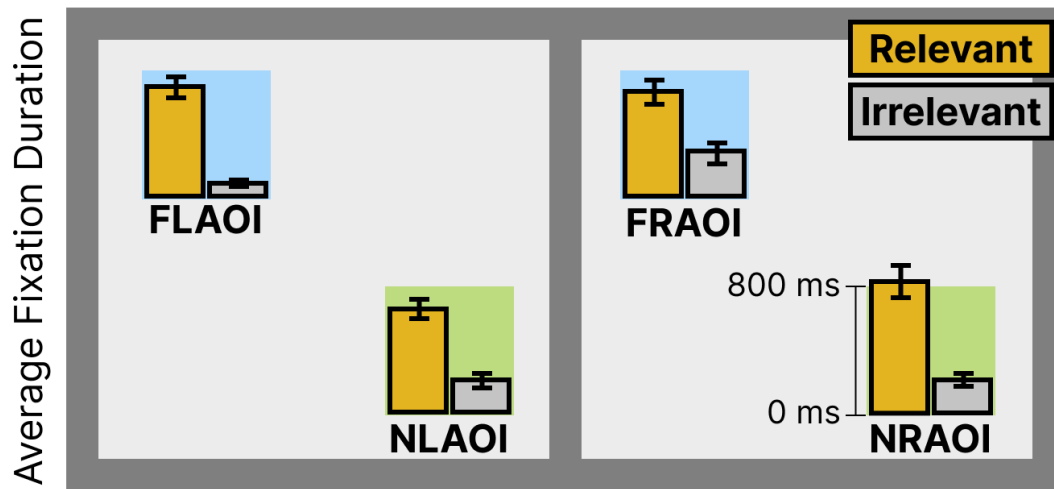 Average Fixation Duration
Relevant
Irrelevant
FLAOI
FRAOI
800 ms
0 ms
NLAOI
NRAOI